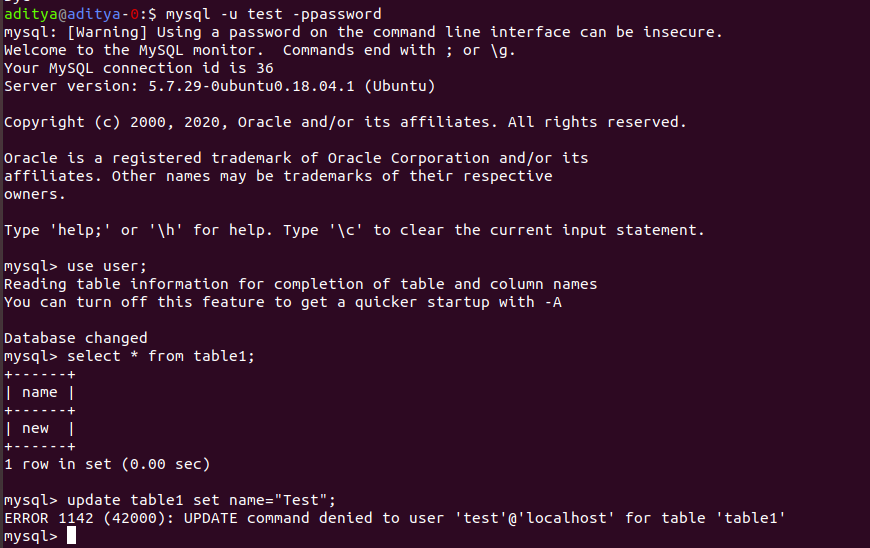 aditya@aditya-0:$ mysql -u test -ppassword
mysql: [Warning] Using a password on the command line interface can be insecure.
Welcome to the MySQL monitor.  Commands end with ; or \g.
Your MySQL connection id is 36
Server version: 5.7.29-0ubuntu0.18.04.1 (Ubuntu)

Copyright (c) 2000, 2020, Oracle and/or its affiliates. All rights reserved.

Oracle is a registered trademark of Oracle Corporation and/or its
affiliates. Other names may be trademarks of their respective
owners.

Type 'help;' or '\h' for help. Type '\c' to clear the current input statement.

mysql> use user;
Reading table information for completion of table and column names
You can turn off this feature to get a quicker startup with -A

Database changed
mysql> select * from table1;
+------+
| name |
+------+
| new  |
+------+
1 row in set (0.00 sec)

mysql> update table1 set name="Test";
ERROR 1142 (42000): UPDATE command denied to user 'test'@'localhost' for table 'table1'
mysql>